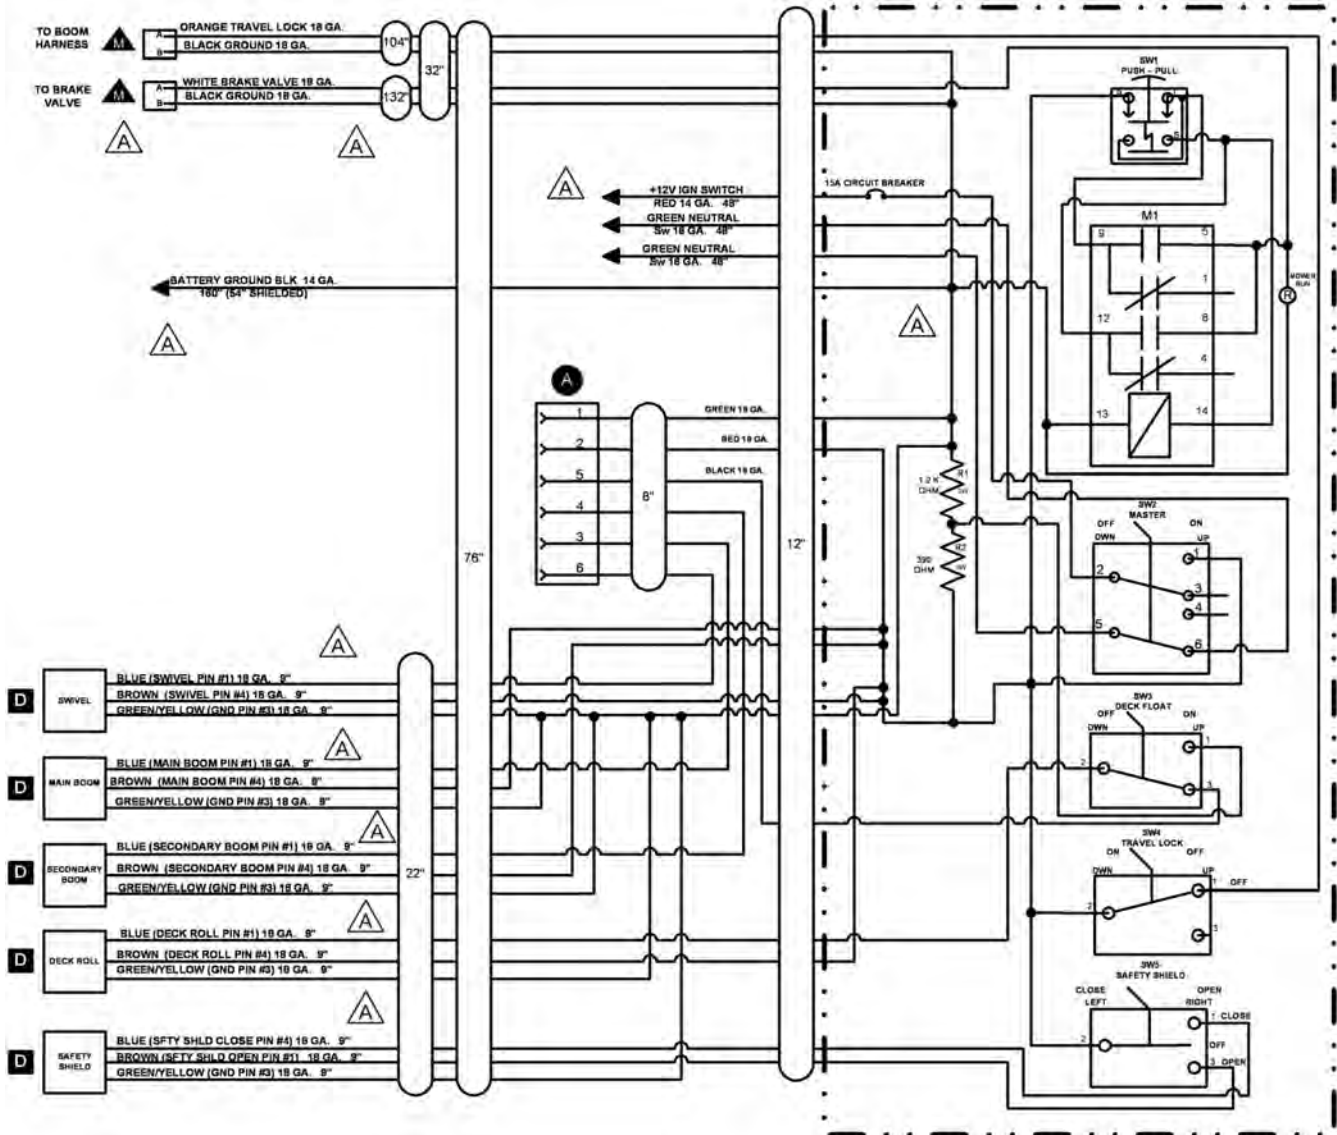 TO BOOM
HARNESS
M
A
B
ORANGE TRAVEL LOCK 18 GA.
BLACK GROUND 18 GA.
104"
32"
TO BRAKE
VALVE
M
A
B
WHITE BRAKE VALVE 18 GA.
BLACK GROUND 18 GA.
132"
A
A
A
+12V IGN SWITCH
RED 14 GA. 48"
GREEN NEUTRAL
Sw 18 GA. 48"
GREEN NEUTRAL
Sw 18 GA. 48"
15A CIRCUIT BREAKER
BATTERY GROUND BLK 14 GA.
160" (54" SHIELDED)
A
A
SW1
PUSH - PULL
5
M1
9
5
1
12
8
4
13
14
MOWER
RUN
R
A
1
2
5
4
3
6
8"
GREEN 18 GA.
RED 18 GA.
BLACK 18 GA.
76"
12"
1.2 K
OHM
R1
390
OHM
R2
SW2
MASTER
OFF
ON
DWN
UP
1
2
3
4
5
6
SW3
DECK FLOAT
OFF
ON
DWN
UP
1
2
3
SW4
TRAVEL LOCK
ON
OFF
DWN
UP
1
OFF
2
3
SW5
SAFETY SHIELD
CLOSE
OPEN
LEFT
RIGHT
1 CLOSE
OFF
2
3 OPEN
A
D
SWIVEL
BLUE (SWIVEL PIN #1) 18 GA. 9"
BROWN (SWIVEL PIN #4) 18 GA. 9"
GREEN/YELLOW (GND PIN #3) 18 GA. 9"
A
D
MAIN BOOM
BLUE (MAIN BOOM PIN #1) 18 GA. 9"
BROWN (MAIN BOOM PIN #4) 18 GA. 9"
GREEN/YELLOW (GND PIN #3) 18 GA. 9"
A
D
SECONDARY
BOOM
BLUE (SECONDARY BOOM PIN #1) 18 GA. 9"
BROWN (SECONDARY BOOM PIN #4) 18 GA. 9"
GREEN/YELLOW (GND PIN #3) 18 GA. 9"
22"
A
D
DECK ROLL
BLUE (DECK ROLL PIN #1) 18 GA. 9"
BROWN (DECK ROLL PIN #4) 18 GA. 9"
GREEN/YELLOW (GND PIN #3) 18 GA. 9"
A
D
SAFETY
SHIELD
BLUE (SFTY SHLD CLOSE PIN #4) 18 GA. 9"
BROWN (SFTY SHLD OPEN PIN #1) 18 GA. 9"
GREEN/YELLOW (GND PIN #3) 18 GA. 9"